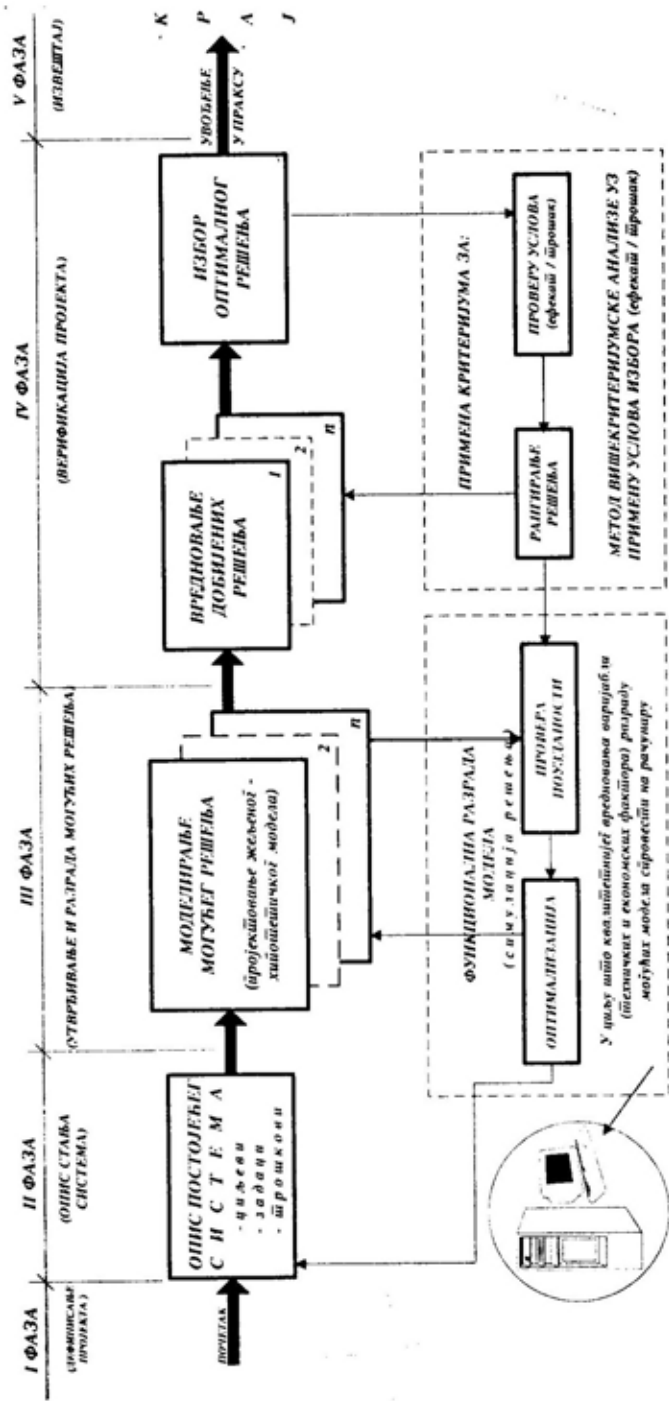 I ФАЗА
(ДЕФИНИСАЊЕ
ПРОЈЕКТА)
II ФАЗА
(ОПИС СТАЊА
СИСТЕМА)
III ФАЗА
(УТВРЂИВАЊЕ И РАЗРАДА МОГУЋИХ РЕШЕЊА)
IV ФАЗА
(ВЕРИФИКАЦИЈА ПРОЈЕКТА)
V ФАЗА
(ИЗВЕШТАЈ)
ПОЧЕТАК
ОПИС ПОСТОЈЕЋЕГ
С И С Т Е М А
- циљеви
- задаци
- трошкови
МОДЕЛИРАЊЕ
МОГУЋЕГ РЕШЕЊА
(пројектовање жељеног -
хипотетичког модела)
2
n
ВРЕДНОВАЊЕ
ДОБИЈЕНИХ
РЕШЕЊА
1
2
n
ИЗБОР
ОПТИМАЛНОГ
РЕШЕЊА
УВОЂЕЊЕ
У ПРАКСУ
К
Р
А
Ј
ФУНКЦИОНАЛНА РАЗРАДА
МОДЕЛА
(симулација решења)
ОПТИМАЛИЗАЦИЈА
ПРОВЕРА
ПОУЗДАНОСТИ
У циљу што квалитетнијег вредновања варијабли
(техничких и економских фактора) разраду
могућих модела спровести на рачунару
ПРИМЕНА КРИТЕРИЈУМА ЗА:
РАНГИРАЊЕ
РЕШЕЊА
ПРОВЕРУ УСЛОВА
(ефекат / трошак)
МЕТОД ВИШЕКРИТЕРИЈУМСКЕ АНАЛИЗЕ УЗ
ПРИМЕНУ УСЛОВА ИЗБОРА (ефекат / трошак)